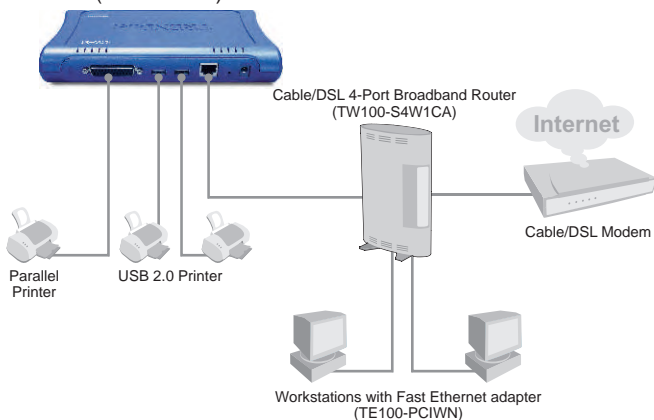 Cable/DSL 4-Port Broadband Router
(TW100-S4W1CA)
Internet
Cable/DSL Modem
Parallel
Printer
USB 2.0 Printer
Workstations with Fast Ethernet adapter
(TE100-PCIWN)